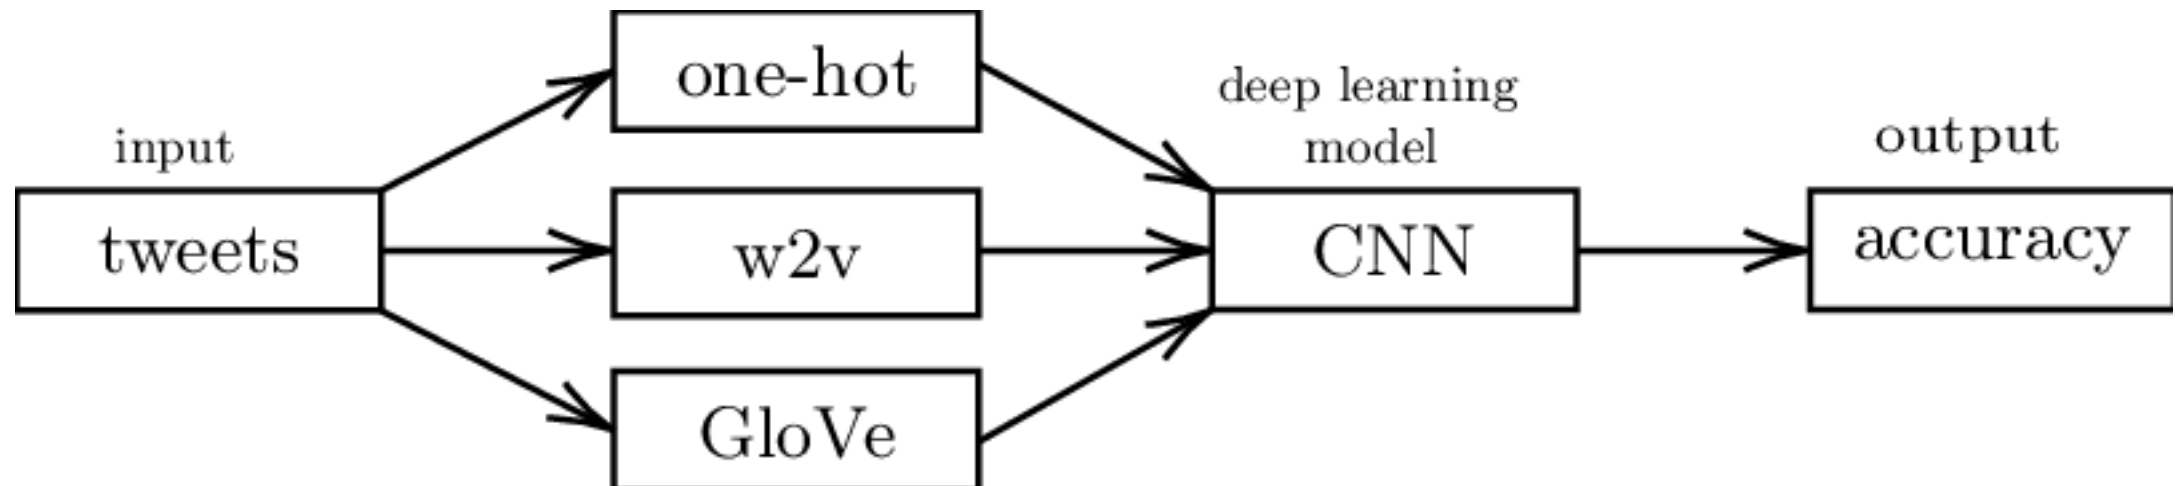 input
tweets
one-hot
w2v
GloVe
deep learning
model
CNN
output
accuracy